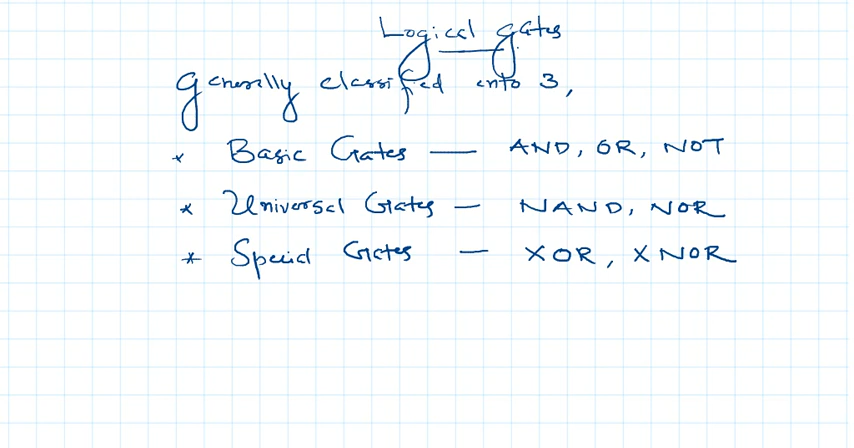 Logical gates
generally classified into 3,
* Basic Gates — AND, OR, NOT
* Universal Gates — NAND, NOR
* Special Gates — XOR, XNOR